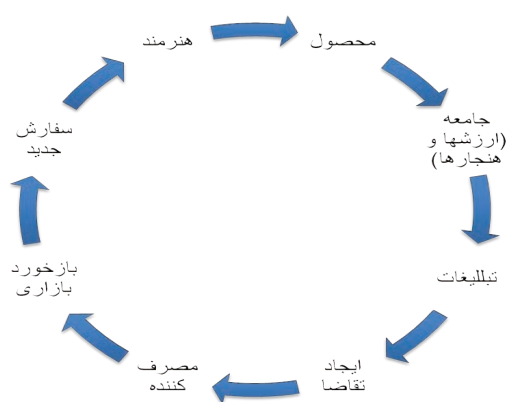 هنرمند
محصول
جامعه
(ارزشها و
هنجارها)
تبلیغات
ایجاد
تقاضا
مصرف
کننده
بازخورد
بازاری
سفارش
جدید